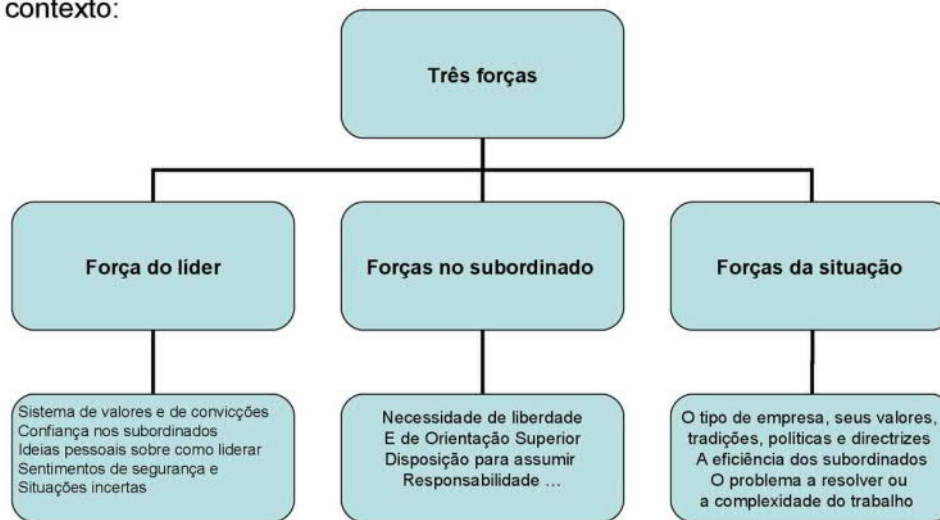 contexto:
Três forças
Força do líder
Forças no subordinado
Forças da situação
Sistema de valores e de convicções
Confiança nos subordinados
Ideias pessoais sobre como liderar
Sentimentos de segurança e
Situações incertas
Necessidade de liberdade
E de Orientação Superior
Disposição para assumir
Responsabilidade ...
O tipo de empresa, seus valores,
tradições, politicas e directrizes
A eficiência dos subordinados
O problema a resolver ou
a complexidade do trabalho